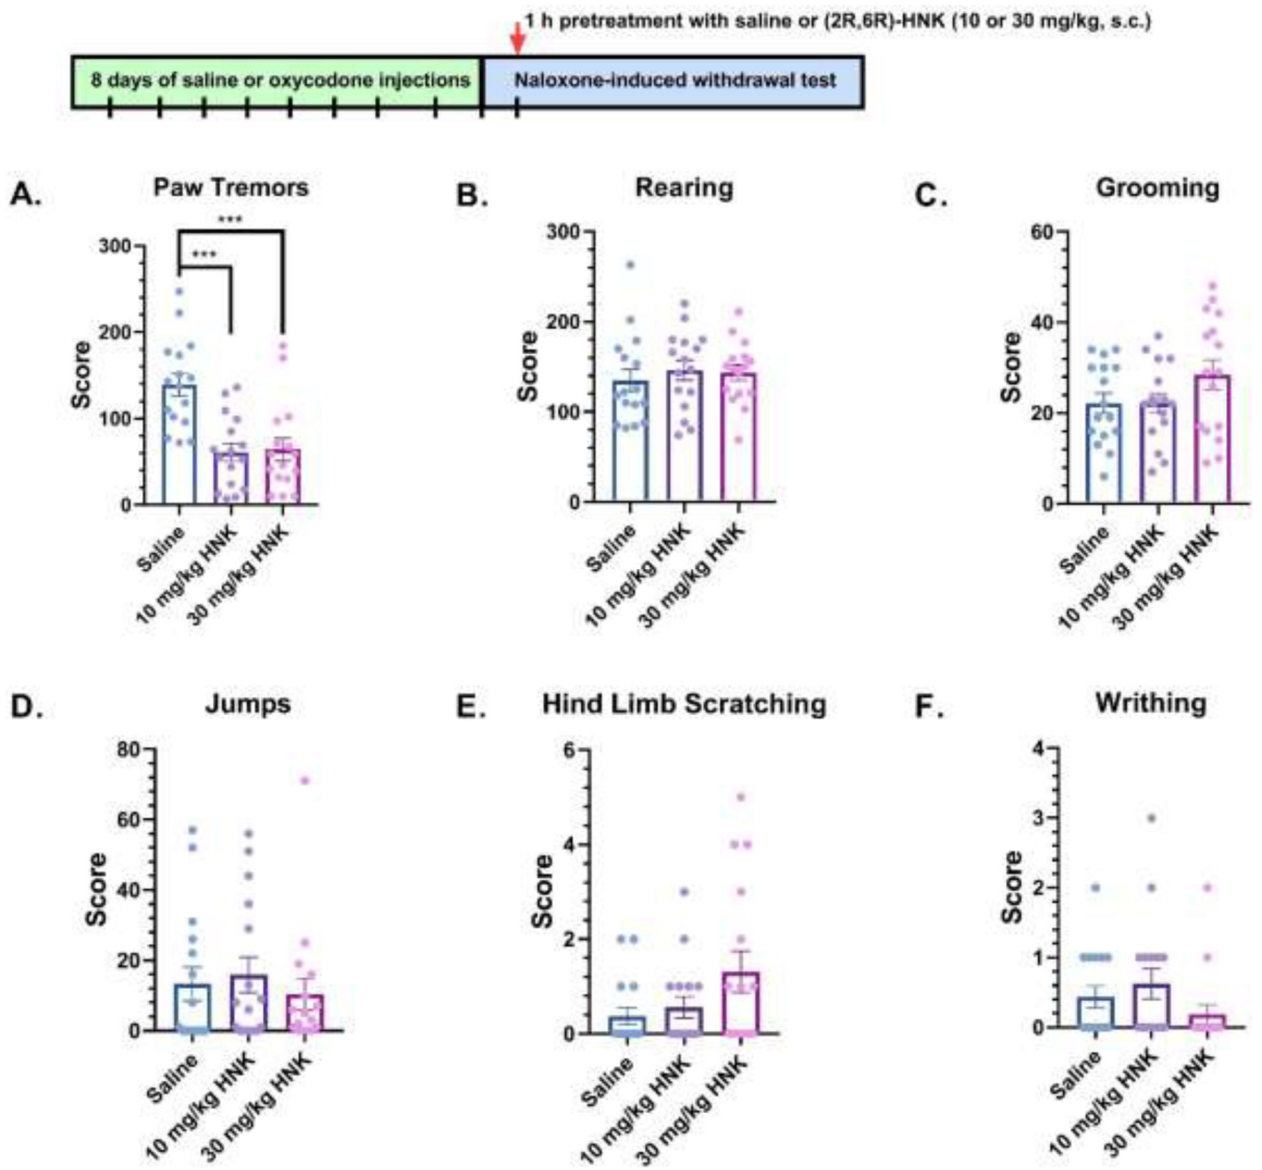 1 h pretreatment with saline or (2R,6R)-HNK (10 or 30 mg/kg, s.c.)
8 days of saline or oxycodone injections
Naloxone-induced withdrawal test
A.
Paw Tremors
***
***
300
200
100
0
Score
Saline
10 mg/kg HNK
30 mg/kg HNK
B.
Rearing
300
200
100
0
Score
Saline
10 mg/kg HNK
30 mg/kg HNK
C.
Grooming
60
40
20
0
Score
Saline
10 mg/kg HNK
30 mg/kg HNK
D.
Jumps
80
60
40
20
0
Score
Saline
10 mg/kg HNK
30 mg/kg HNK
E.
Hind Limb Scratching
6
4
2
0
Score
Saline
10 mg/kg HNK
30 mg/kg HNK
F.
Writhing
4
3
2
1
0
Score
Saline
10 mg/kg HNK
30 mg/kg HNK